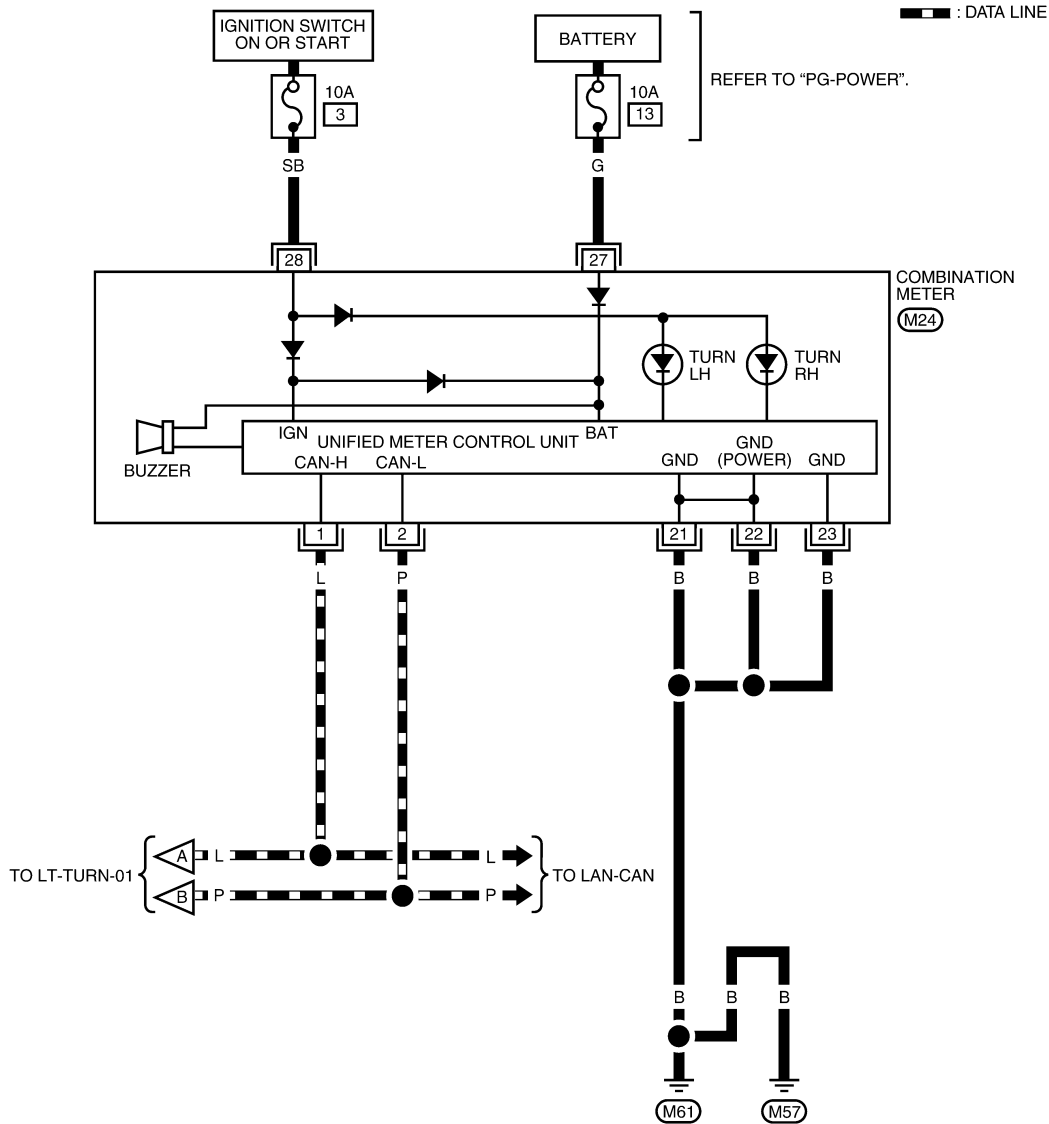 IGNITION SWITCH
ON OR START
BATTERY
: DATA LINE
REFER TO “PG-POWER”.
10A
3
10A
13
SB
G
28
27
COMBINATION
METER
M24
TURN
LH
TURN
RH
BUZZER
IGN
UNIFIED METER CONTROL UNIT
BAT
CAN-H
CAN-L
GND
GND
(POWER)
GND
1
2
21
22
23
L
P
B
B
B
TO LT-TURN-01
A
L
L
B
P
P
TO LAN-CAN
B
B
B
M61
M57